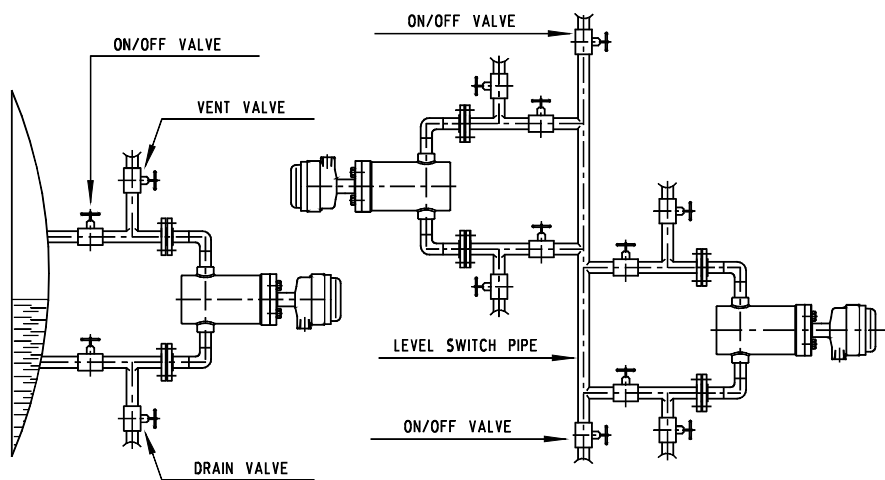 ON/OFF VALVE
VENT VALVE
DRAIN VALVE
ON/OFF VALVE
LEVEL SWITCH PIPE
ON/OFF VALVE